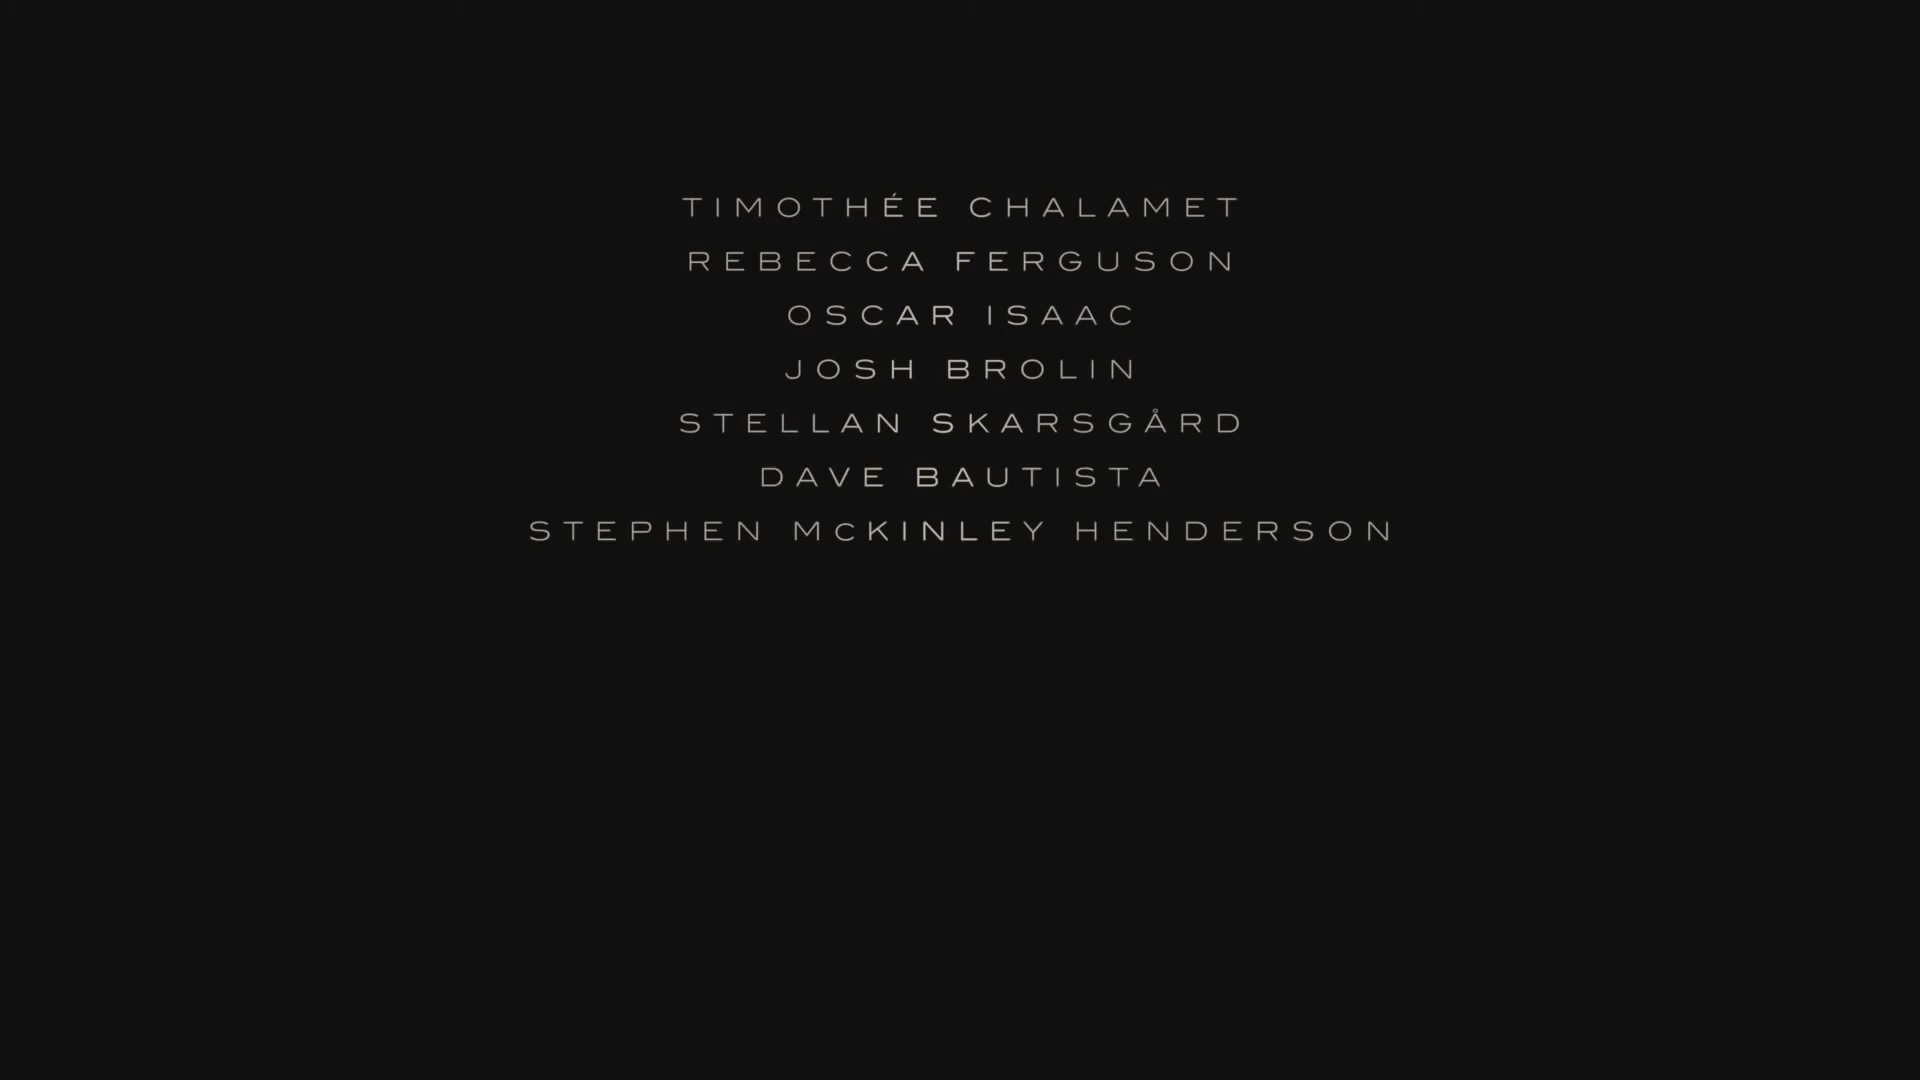 TIMOTHÉE CHALAMET
REBECCA FERGUSON
OSCAR ISAAC
JOSH BROLIN
STELLAN SKARSGÅRD
DAVE BAUTISTA
STEPHEN McKINLEY HENDERSON